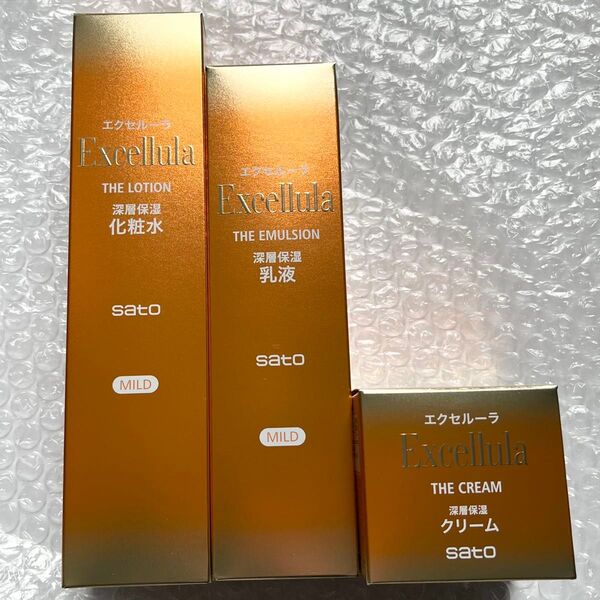 エクセルーラ
Excellula
THE LOTION
深層保湿
化粧水
sato
MILD
エクセルーラ
Excellula
THE EMULSION
深層保湿
乳液
sato
MILD
エクセルーラ
Excellula
THE CREAM
深層保湿
クリーム
sato